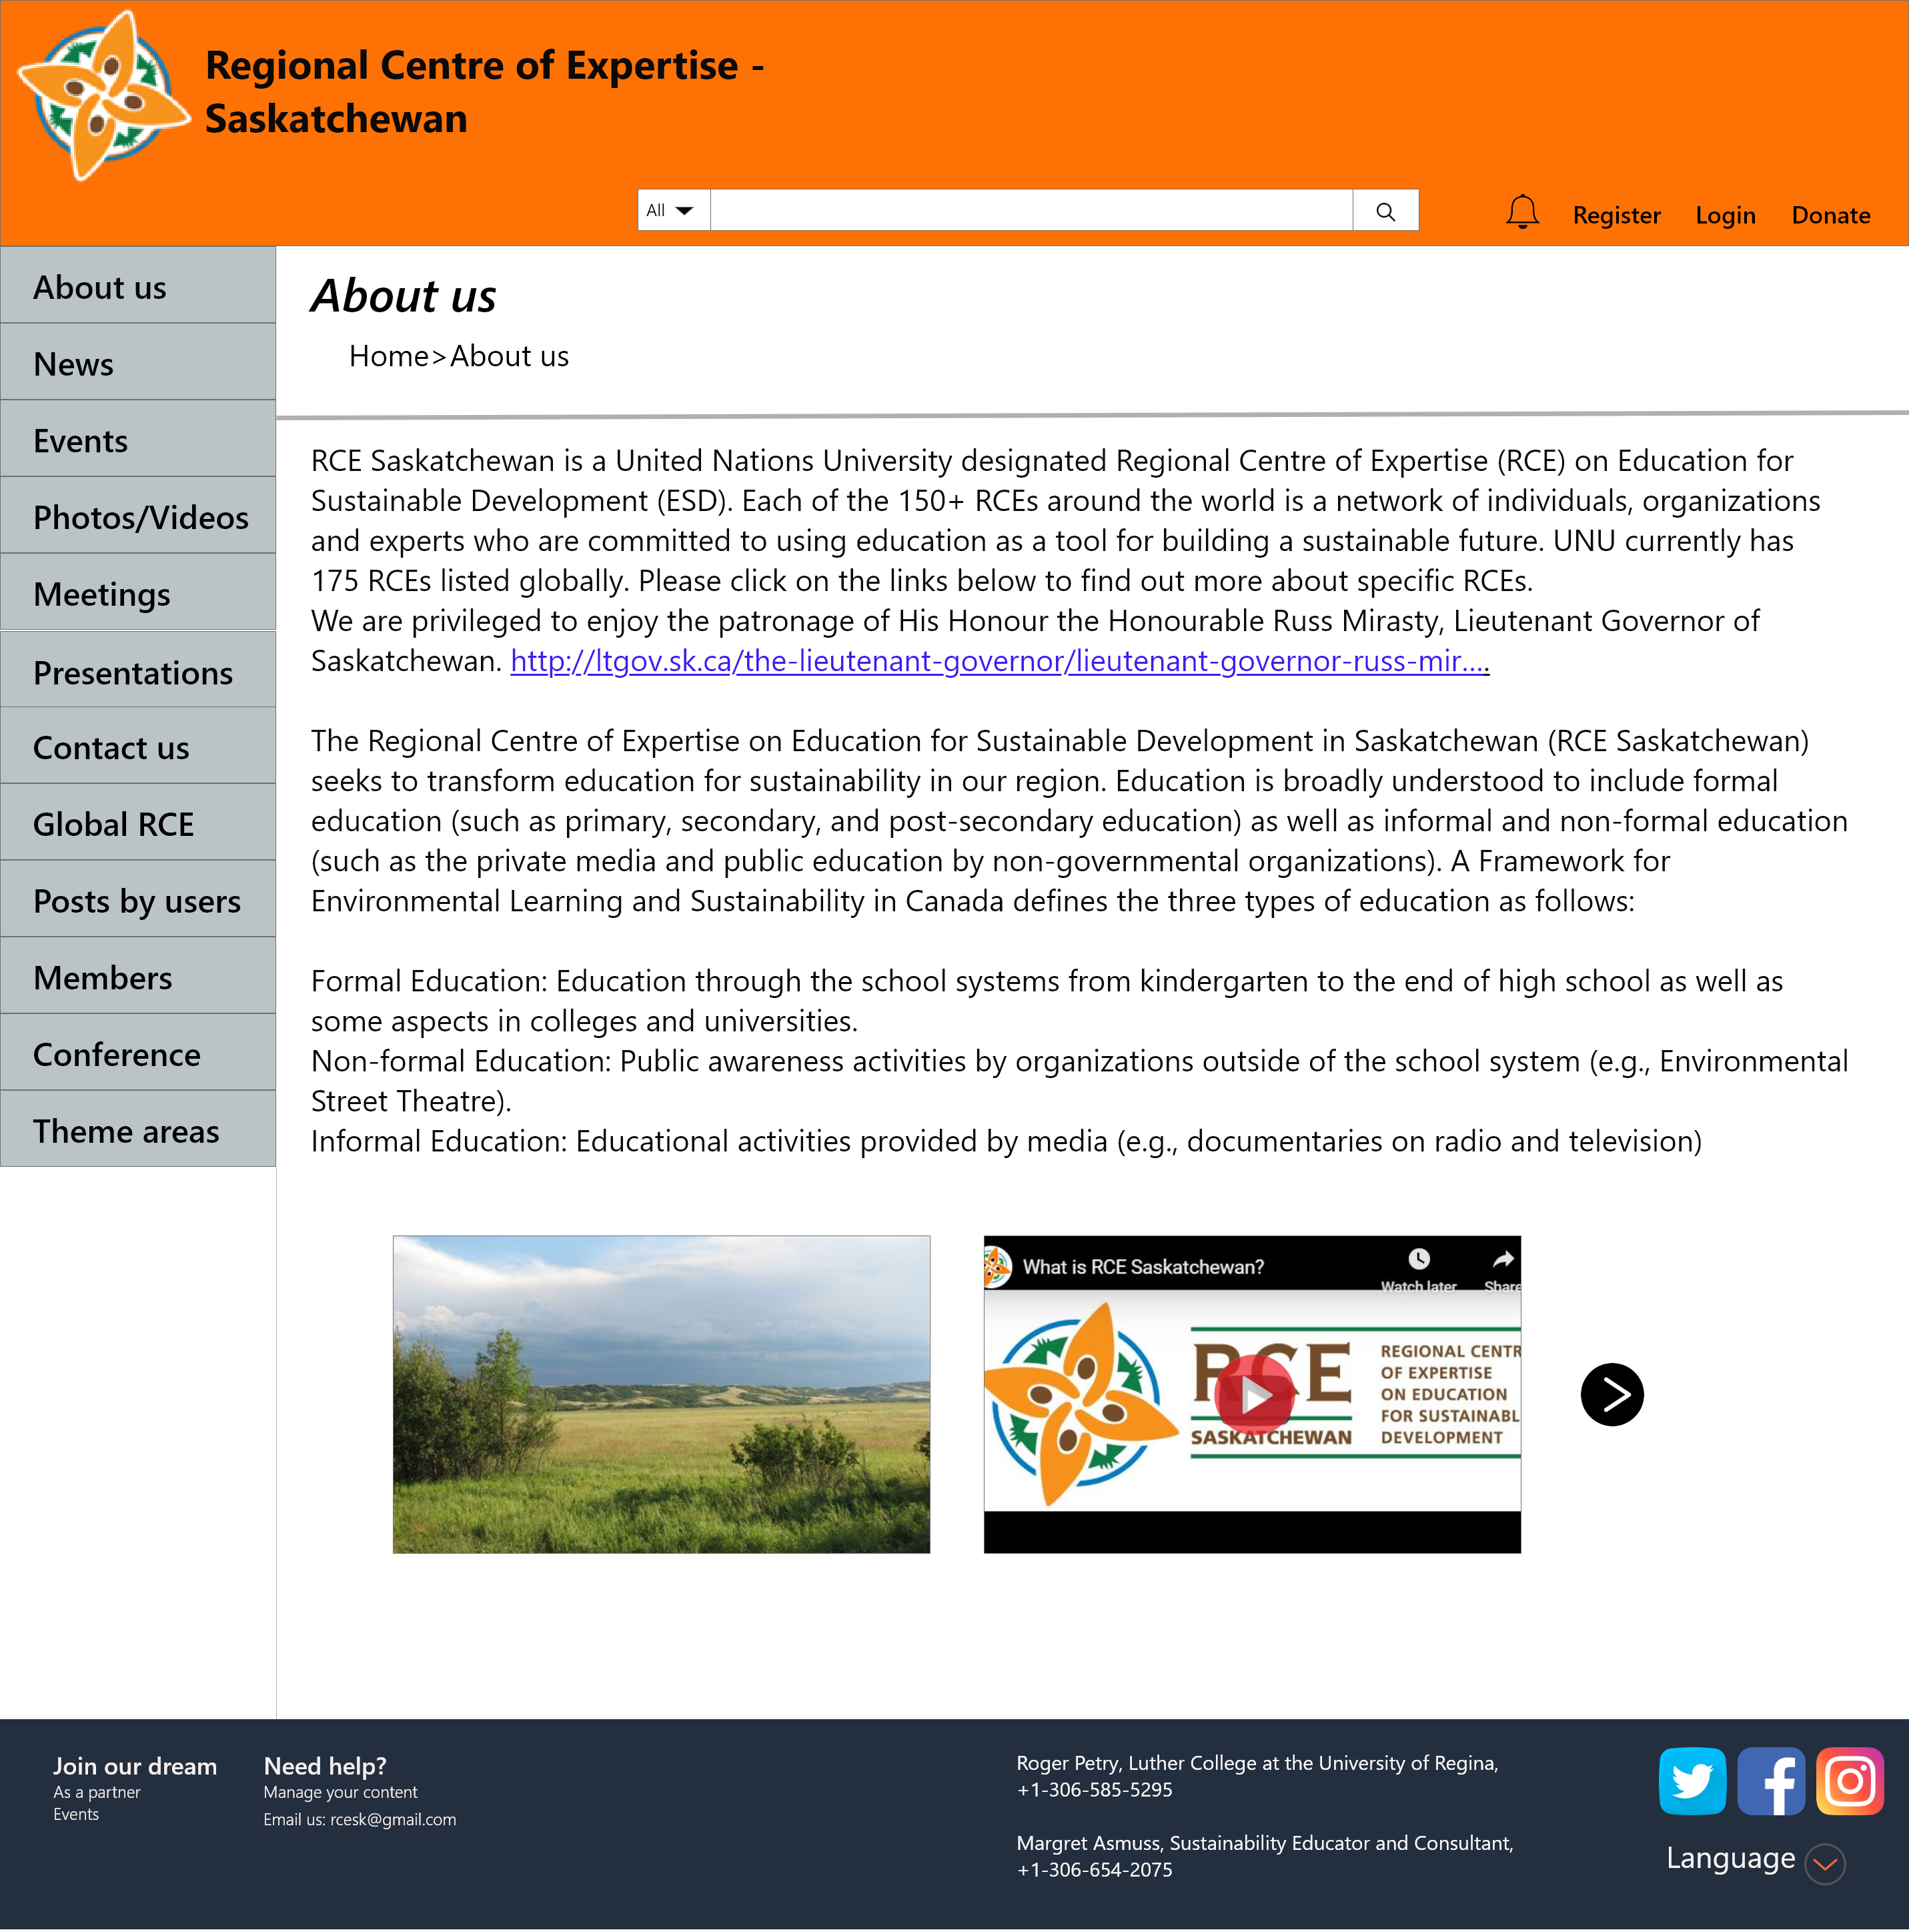 Regional Centre of Expertise -
Saskatchewan
All
Register
Login
Donate
About us
News
Events
Photos/Videos
Meetings
Presentations
Contact us
Global RCE
Posts by users
Members
Conference
Theme areas
About us
Home>About us
RCE Saskatchewan is a United Nations University designated Regional Centre of Expertise (RCE) on Education for
Sustainable Development (ESD). Each of the 150+ RCEs around the world is a network of individuals, organizations
and experts who are committed to using education as a tool for building a sustainable future. UNU currently has
175 RCEs listed globally. Please click on the links below to find out more about specific RCEs.
We are privileged to enjoy the patronage of His Honour the Honourable Russ Mirasty, Lieutenant Governor of
Saskatchewan. http://ltgov.sk.ca/the-lieutenant-governor/lieutenant-governor-russ-mir....
The Regional Centre of Expertise on Education for Sustainable Development in Saskatchewan (RCE Saskatchewan)
seeks to transform education for sustainability in our region. Education is broadly understood to include formal
education (such as primary, secondary, and post-secondary education) as well as informal and non-formal education
(such as the private media and public education by non-governmental organizations). A Framework for
Environmental Learning and Sustainability in Canada defines the three types of education as follows:
Formal Education: Education through the school systems from kindergarten to the end of high school as well as
some aspects in colleges and universities.
Non-formal Education: Public awareness activities by organizations outside of the school system (e.g., Environmental
Street Theatre).
Informal Education: Educational activities provided by media (e.g., documentaries on radio and television)
What is RCE Saskatchewan?
Watch later
Share
RCE
SASKATCHEWAN
REGIONAL CENTR
OF EXPERTISE
ON EDUCATION
FOR SUSTAINABL
DEVELOPMENT
Join our dream
As a partner
Events
Need help?
Manage your content
Email us: rcesk@gmail.com
Roger Petry, Luther College at the University of Regina,
+1-306-585-5295
Margret Asmuss, Sustainability Educator and Consultant,
+1-306-654-2075
Language